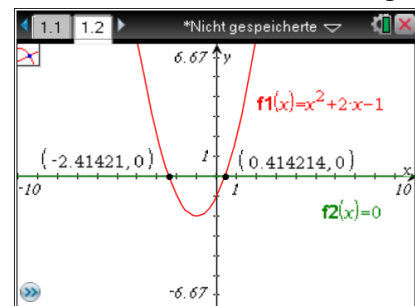 1.1 1.2 *Nicht gespeicherte
6.67 y
f1(x)=x²+2·x-1
(-2.41421, 0) 1 (0.414214, 0) x
-10 1 10
f2(x)=0
-6.67